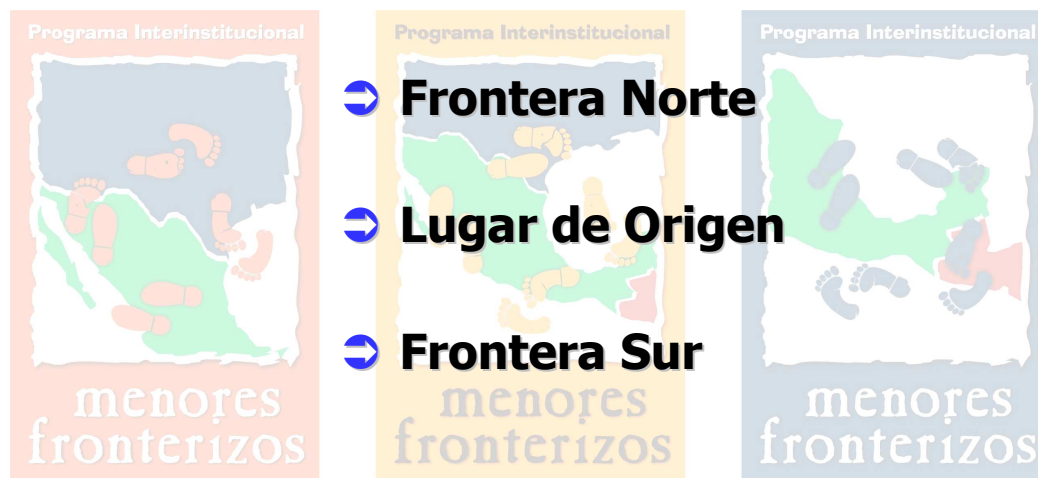 Programa Interinstitucional
Programa Interinstitucional
Programa Interinstitucional
Frontera Norte
Lugar de Origen
Frontera Sur
menores
fronterizos
menores
fronterizos
menores
fronterizos